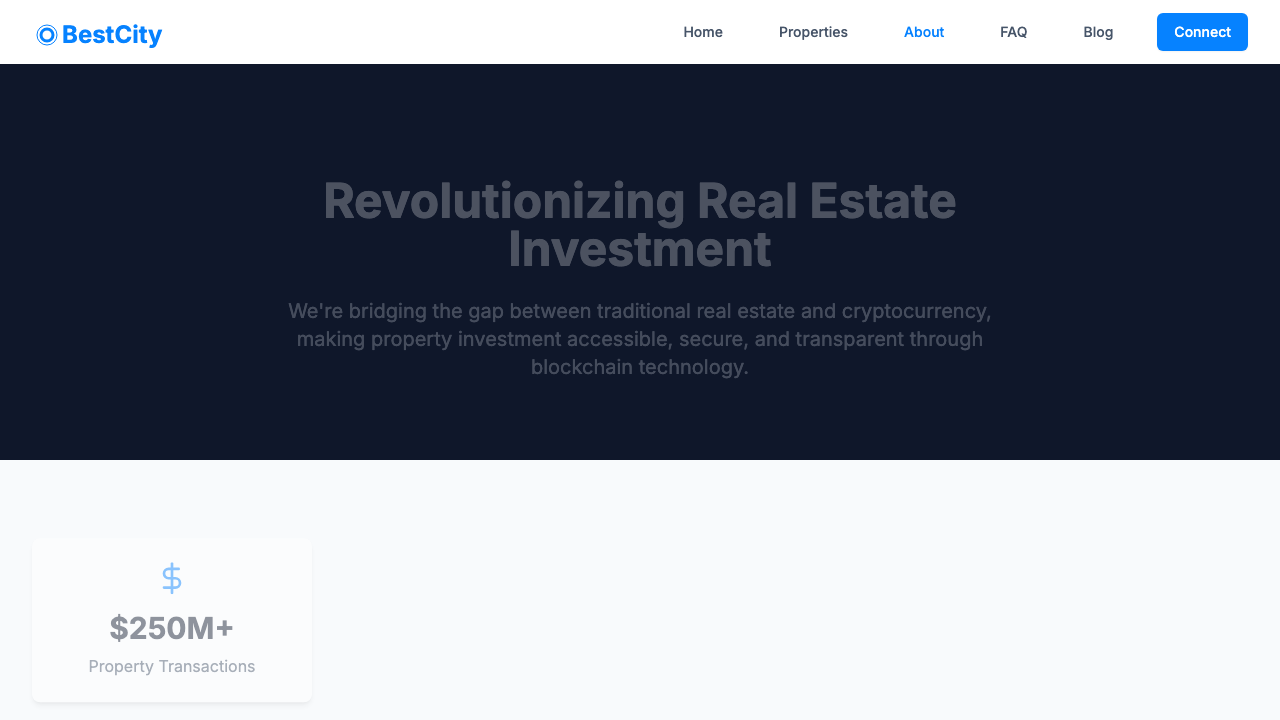 BestCity
Home Properties About FAQ Blog Connect
Revolutionizing Real Estate
Investment
We're bridging the gap between traditional real estate and cryptocurrency,
making property investment accessible, secure, and transparent through
blockchain technology.
$250M+
Property Transactions